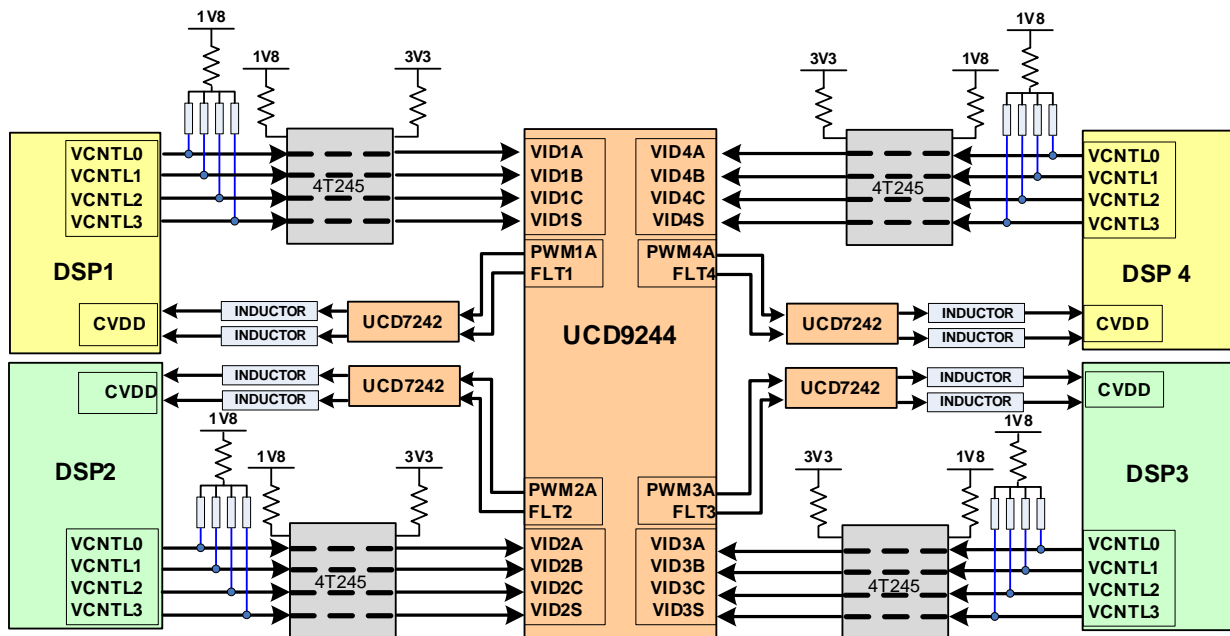 1V8
1V8
1V8
3V3
3V3
1V8
VCNTL0
VCNTL1
VCNTL2
VCNTL3
DSP1
CVDD
4T245
VID1A
VID1B
VID1C
VID1S
PWM1A
FLT1
VID4A
VID4B
VID4C
VID4S
PWM4A
FLT4
4T245
VCNTL0
VCNTL1
VCNTL2
VCNTL3
DSP 4
CVDD
INDUCTOR
INDUCTOR
UCD7242
UCD9244
UCD7242
INDUCTOR
INDUCTOR
CVDD
INDUCTOR
INDUCTOR
UCD7242
UCD7242
INDUCTOR
INDUCTOR
CVDD
1V8
1V8
1V8
3V3
3V3
1V8
DSP2
VCNTL0
VCNTL1
VCNTL2
VCNTL3
4T245
PWM2A
FLT2
VID2A
VID2B
VID2C
VID2S
PWM3A
FLT3
VID3A
VID3B
VID3C
VID3S
4T245
DSP3
VCNTL0
VCNTL1
VCNTL2
VCNTL3